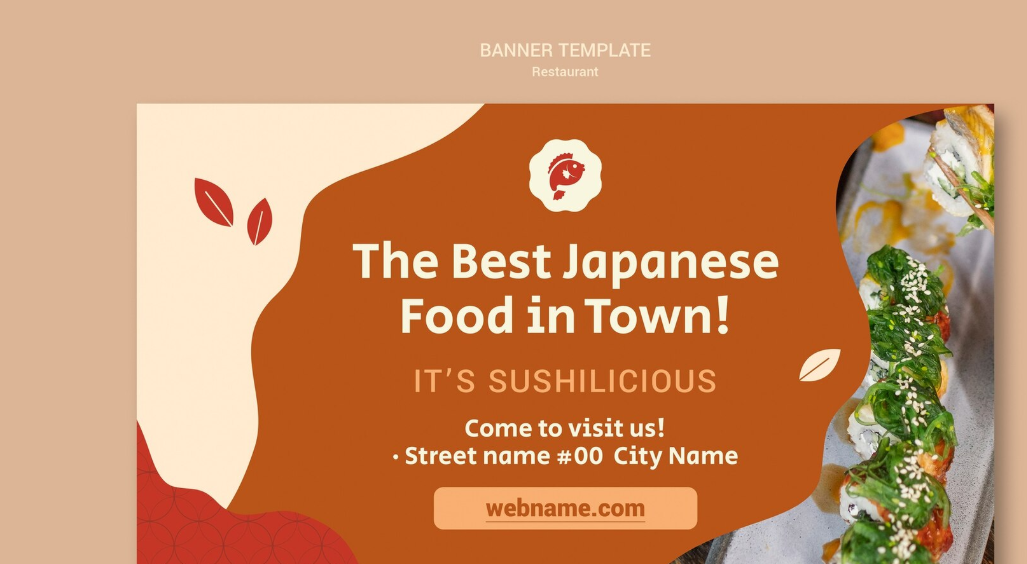 BANNER TEMPLATE
Restaurant
The Best Japanese
Food in Town!
IT'S SUSHILICIOUS
Come to visit us!
• Street name #00 City Name
webname.com